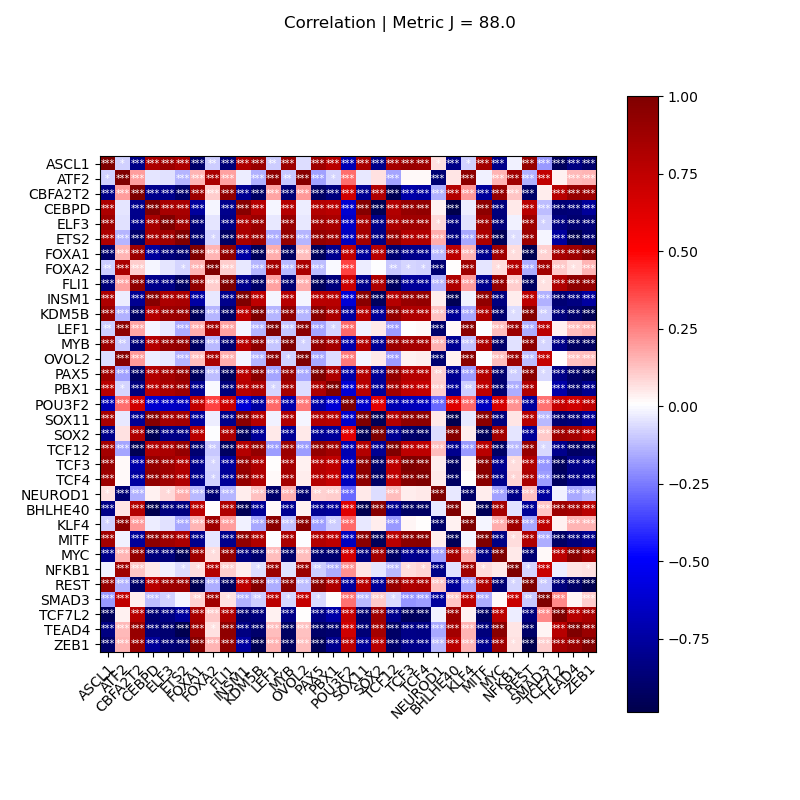 Correlation | Metric J = 88.0
ASCL1
ATF2
CBFA2T2
CEBPD
ELF3
ETS2
FOXA1
FOXA2
FLI1
INSM1
KDM5B
LEF1
MYB
OVOL2
PAX5
PBX1
POU3F2
SOX11
SOX2
TCF12
TCF3
TCF4
NEUROD1
BHLHE40
KLF4
MITF
MYC
NFKB1
REST
SMAD3
TCF7L2
TEAD4
ZEB1
ASCL1
ATF2
CBFA2T2
CEBPD
ELF3
ETS2
FOXA1
FOXA2
FLI1
INSM1
KDM5B
LEF1
MYB
OVOL2
PAX5
PBX1
POU3F2
SOX11
SOX2
TCF12
TCF3
TCF4
NEUROD1
BHLHE40
KLF4
MITF
MYC
NFKB1
REST
SMAD3
TCF7L2
TEAD4
ZEB1
1.00
0.75
0.50
0.25
0.00
−0.25
−0.50
−0.75